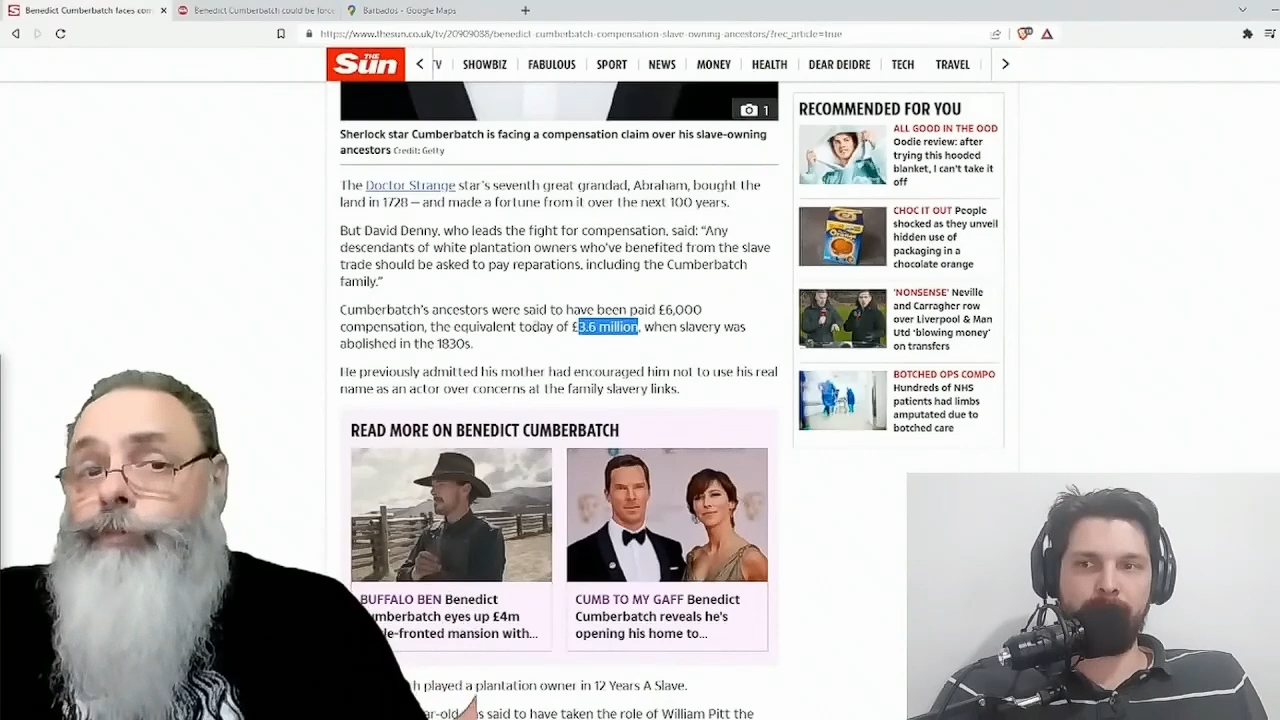 Benedict Cumberbatch faces com
Benedict Cumberbatch could be force
Barbados - Google Maps
https://www.thesun.co.uk/tv/20909088/benedict-cumberbatch-compensation-slave-owning-ancestors/?rec_article=true
THE Sun
TV SHOWBIZ FABULOUS SPORT NEWS MONEY HEALTH DEAR DEIDRE TECH TRAVEL
1
Sherlock star Cumberbatch is facing a compensation claim over his slave-owning
ancestors Credit: Getty
The Doctor Strange star's seventh great grandad, Abraham, bought the
land in 1728 — and made a fortune from it over the next 100 years.
But David Denny, who leads the fight for compensation, said: “Any
descendants of white plantation owners who've benefited from the slave
trade should be asked to pay reparations, including the Cumberbatch
family.”
Cumberbatch's ancestors were said to have been paid £6,000
compensation, the equivalent today of £3.6 million, when slavery was
abolished in the 1830s.
He previously admitted his mother had encouraged him not to use his real
name as an actor over concerns at the family slavery links.
READ MORE ON BENEDICT CUMBERBATCH
BUFFALO BEN Benedict
mberbatch eyes up £4m
le-fronted mansion with...
CUMB TO MY GAFF Benedict
Cumberbatch reveals he's
opening his home to...
h played a plantation owner in 12 Years A Slave.
ar-old s said to have taken the role of William Pitt the
RECOMMENDED FOR YOU
ALL GOOD IN THE OOD
Oodie review: after
trying this hooded
blanket, I can't take it
off
CHOC IT OUT People
shocked as they unveil
hidden use of
packaging in a
chocolate orange
'NONSENSE' Neville
and Carragher row
over Liverpool & Man
Utd 'blowing money'
on transfers
BOTCHED OPS COMPO
Hundreds of NHS
patients had limbs
amputated due to
botched care